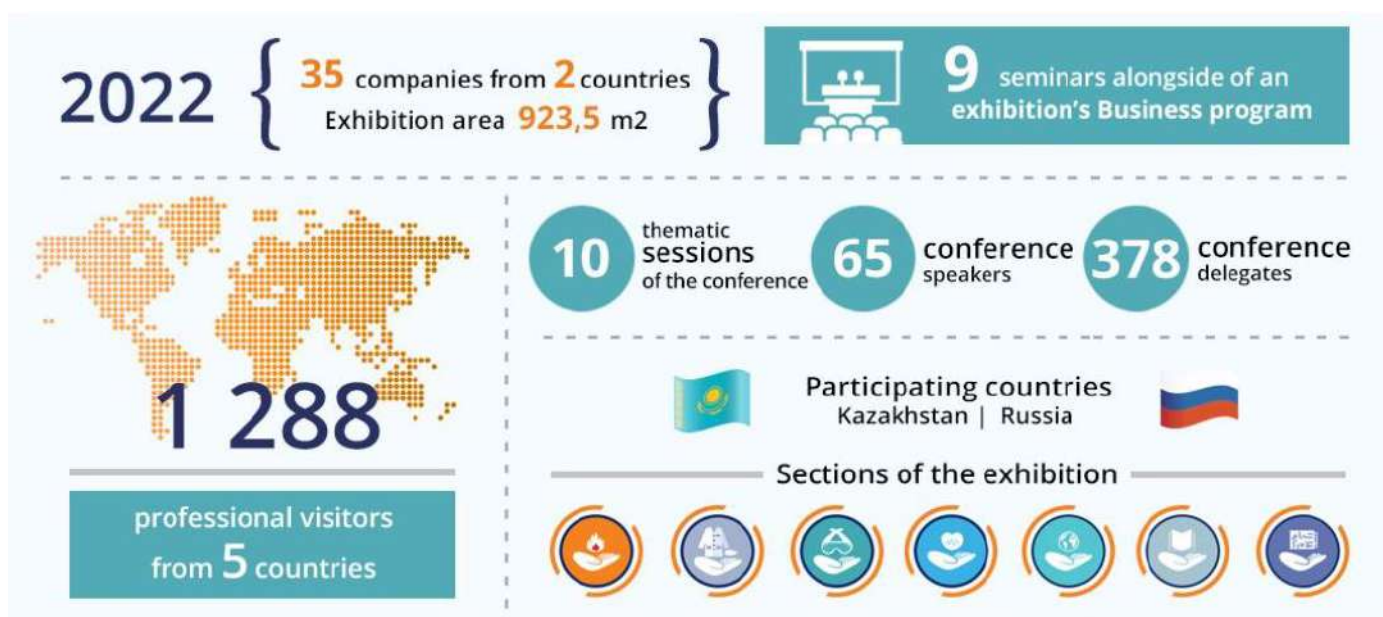 2022
35 companies from 2 countries
Exhibition area 923,5 m2
9 seminars alongside of an
exhibition's Business program
1 288
professional visitors
from 5 countries
10
thematic
sessions
of the conference
65
conference
speakers
378
conference
delegates
Participating countries
Kazakhstan | Russia
Sections of the exhibition